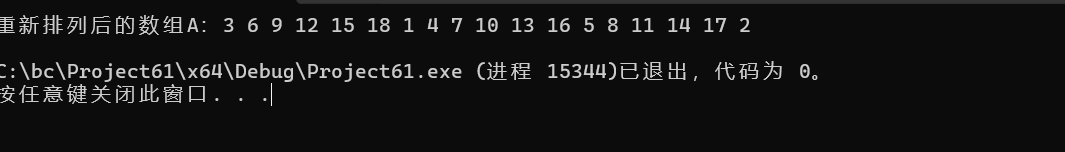 重新排列后的数组A: 3 6 9 12 15 18 1 4 7 10 13 16 5 8 11 14 17 2
C:\bc\Project61\x64\Debug\Project61.exe (进程 15344)已退出，代码为 0。
按任意键关闭此窗口. . .